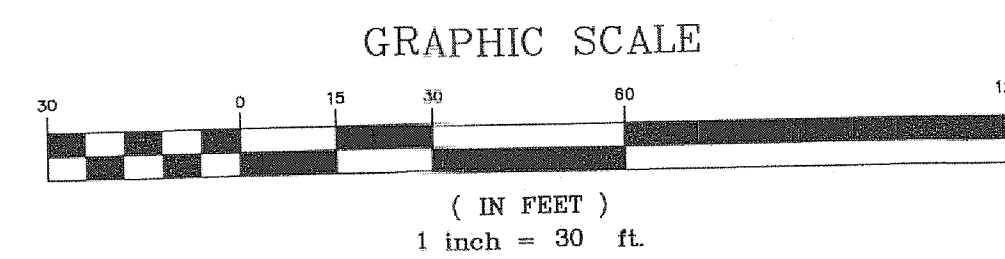 GRAPHIC SCALE
30 0 15 30 60
( IN FEET )
1 inch = 30 ft.